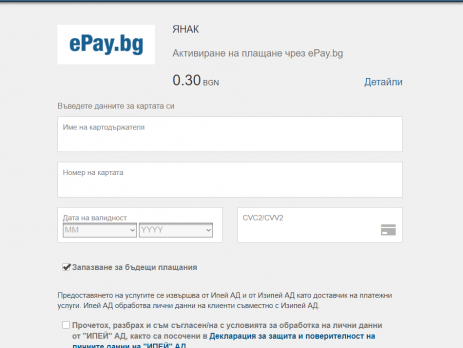 ePay.bg
ЯНАК
Активиране на плащане чрез ePay.bg
0.30 BGN
Детайли
Въведете данните за картата си
Име на картодържателя
Номер на картата
Дата на валидност
CVC2/CVV2
MM
YYYY
Запазване за бъдещи плащания
Предоставянето на услугите се извършва от Ипей АД и от Изипей АД като доставчик на платежни
услуги. Ипей АД обработва лични данни на клиенти съвместно с Изипей АД.
Прочетох, разбрах и съм съгласен/на с условията за обработка на лични данни
от "ИПЕЙ" АД, както са посочени в Декларация за защита и поверителност на
личните данни на "ИПЕЙ" АД